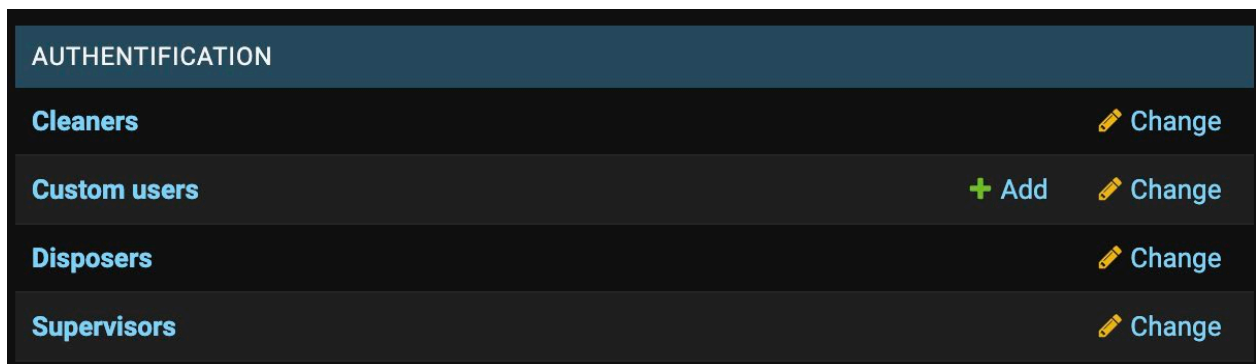 AUTHENTIFICATION
Cleaners Change
Custom users Add Change
Disposers Change
Supervisors Change